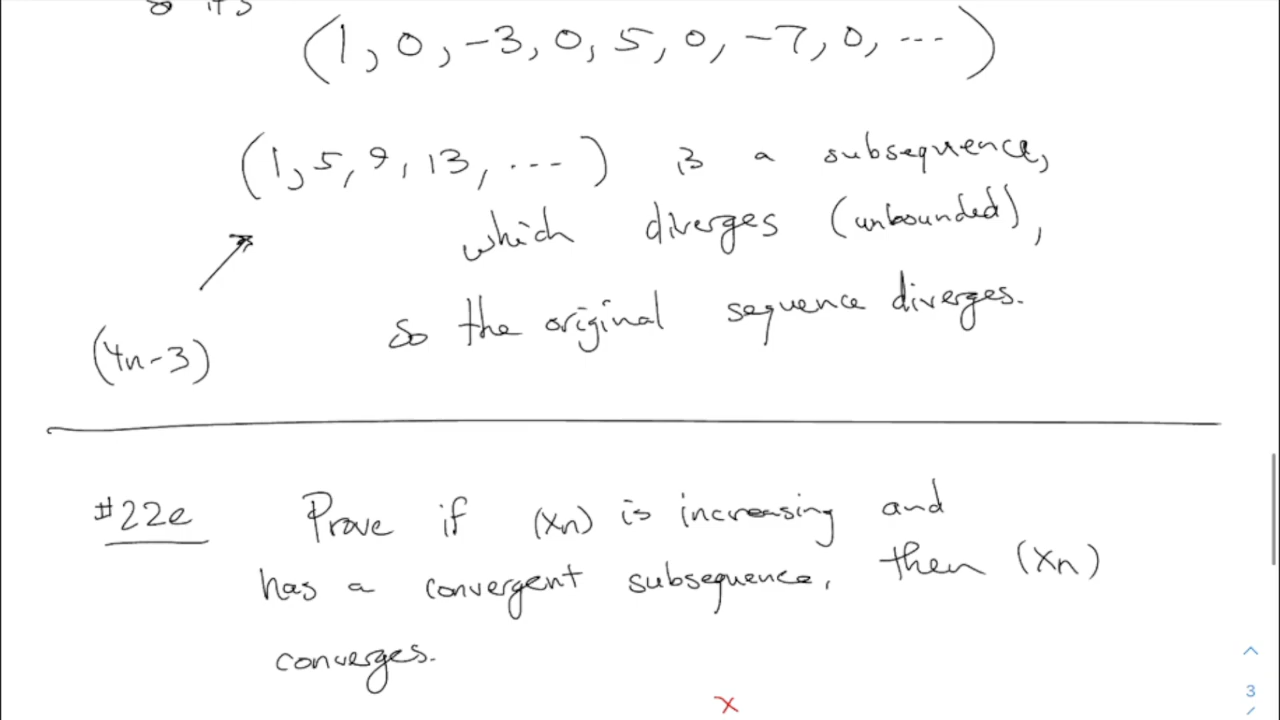 so it's
(1, 0, -3, 0, 5, 0, -7, 0, ...)
(1, 5, 9, 13, ...) is a subsequence,
which diverges (unbounded),
so the original sequence diverges.
(4n-3)
#22e Prove if (xn) is increasing and
has a convergent subsequence, then (xn)
converges.
x
3